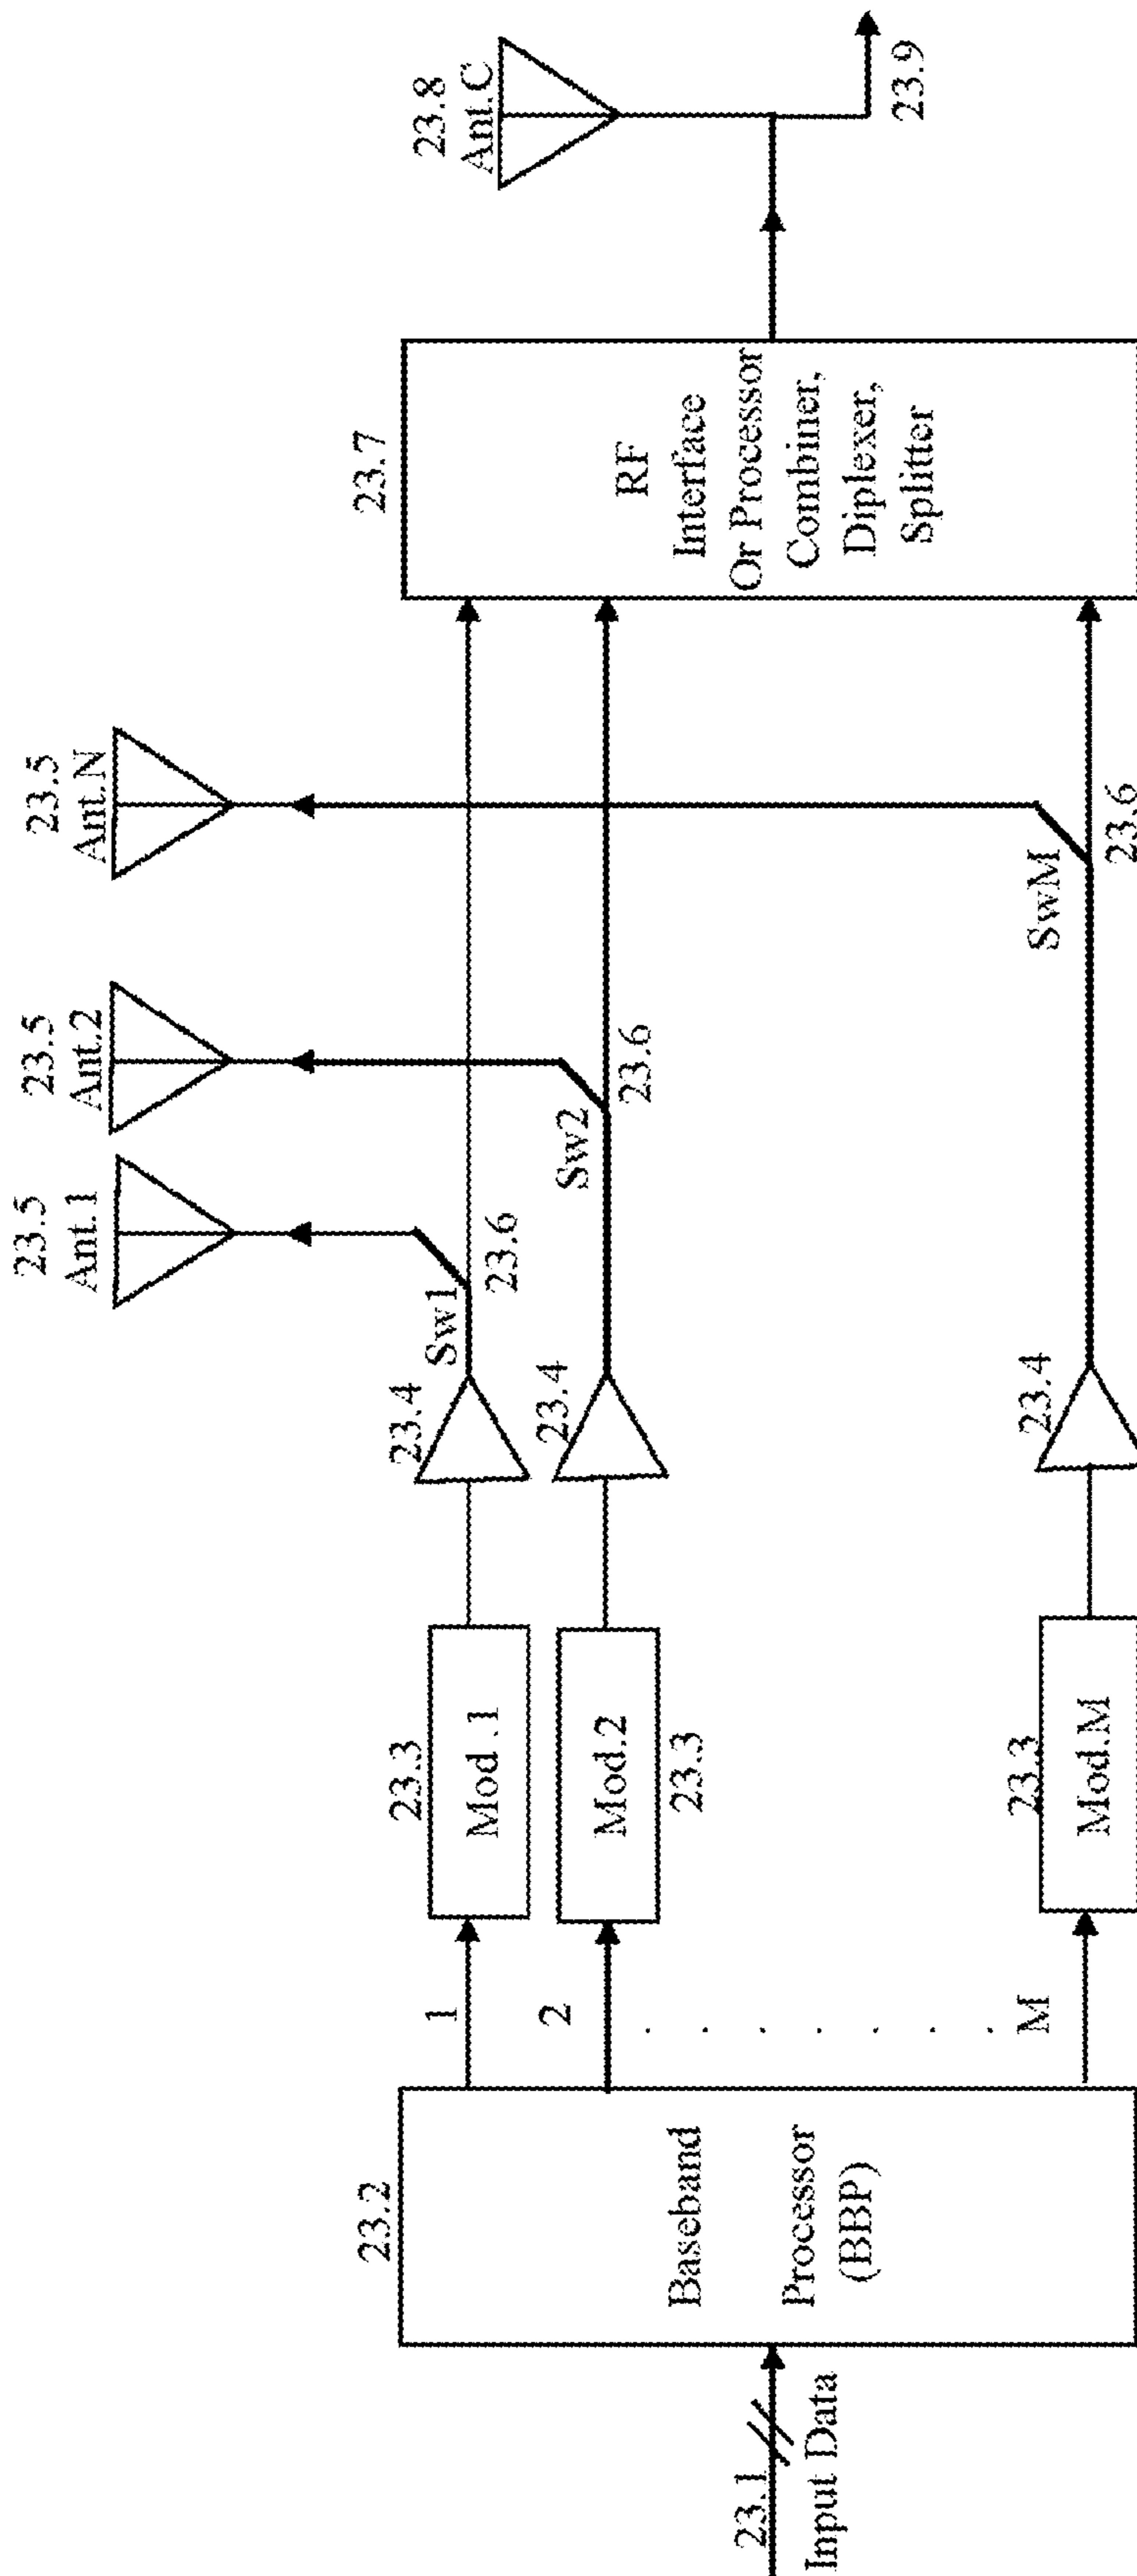 23.1
Input Data
23.2
Baseband
Processor
(BBP)
1
2
. . . . . . .
M
23.3
Mod .1
Mod.2
23.3
23.3
Mod.M
23.4
23.4
23.4
Sw1
23.6
Sw2
23.6
SwM
23.6
23.5
Ant.1
23.5
Ant.2
23.5
Ant.N
23.7
RF
Interface
Or Processor
Combiner,
Diplexer,
Splitter
23.8
Ant.C
23.9